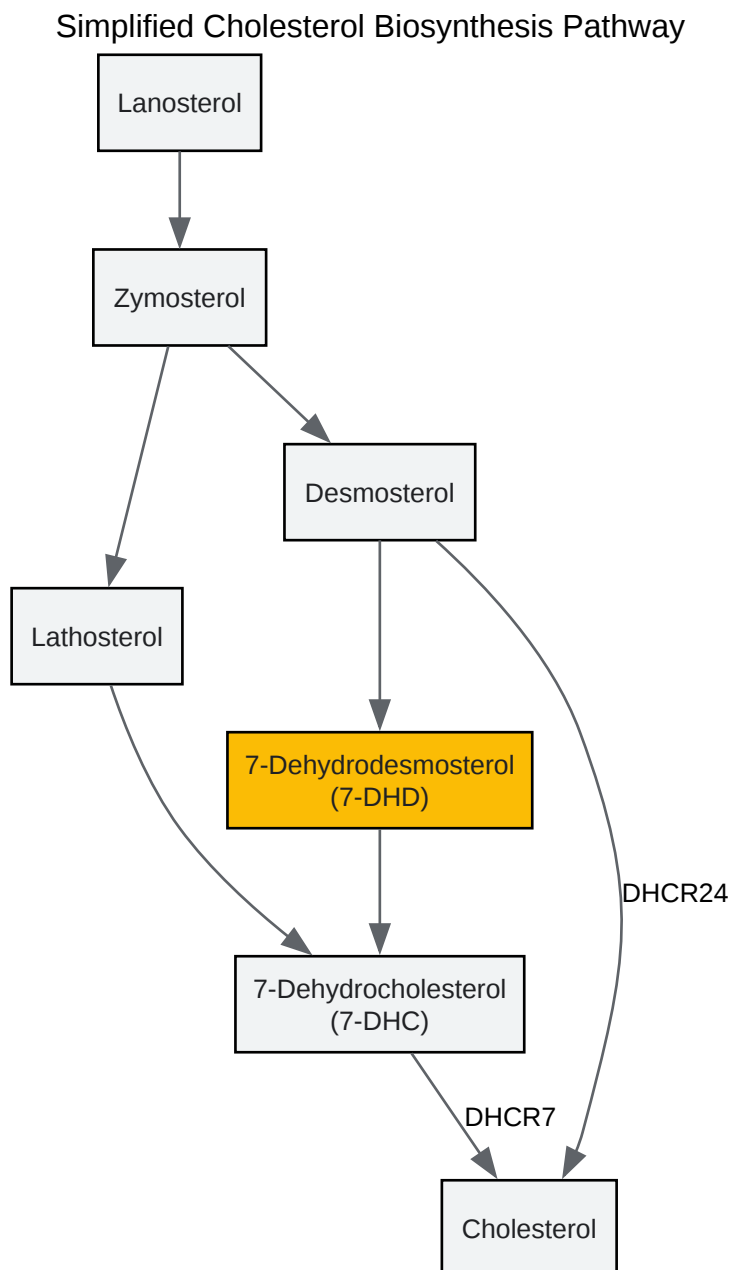 Simplified Cholesterol Biosynthesis Pathway
Lanosterol
Zymosterol
Desmosterol
Lathosterol
7-Dehydrodesmosterol
(7-DHD)
DHCR24
7-Dehydrocholesterol
(7-DHC)
DHCR7
Cholesterol